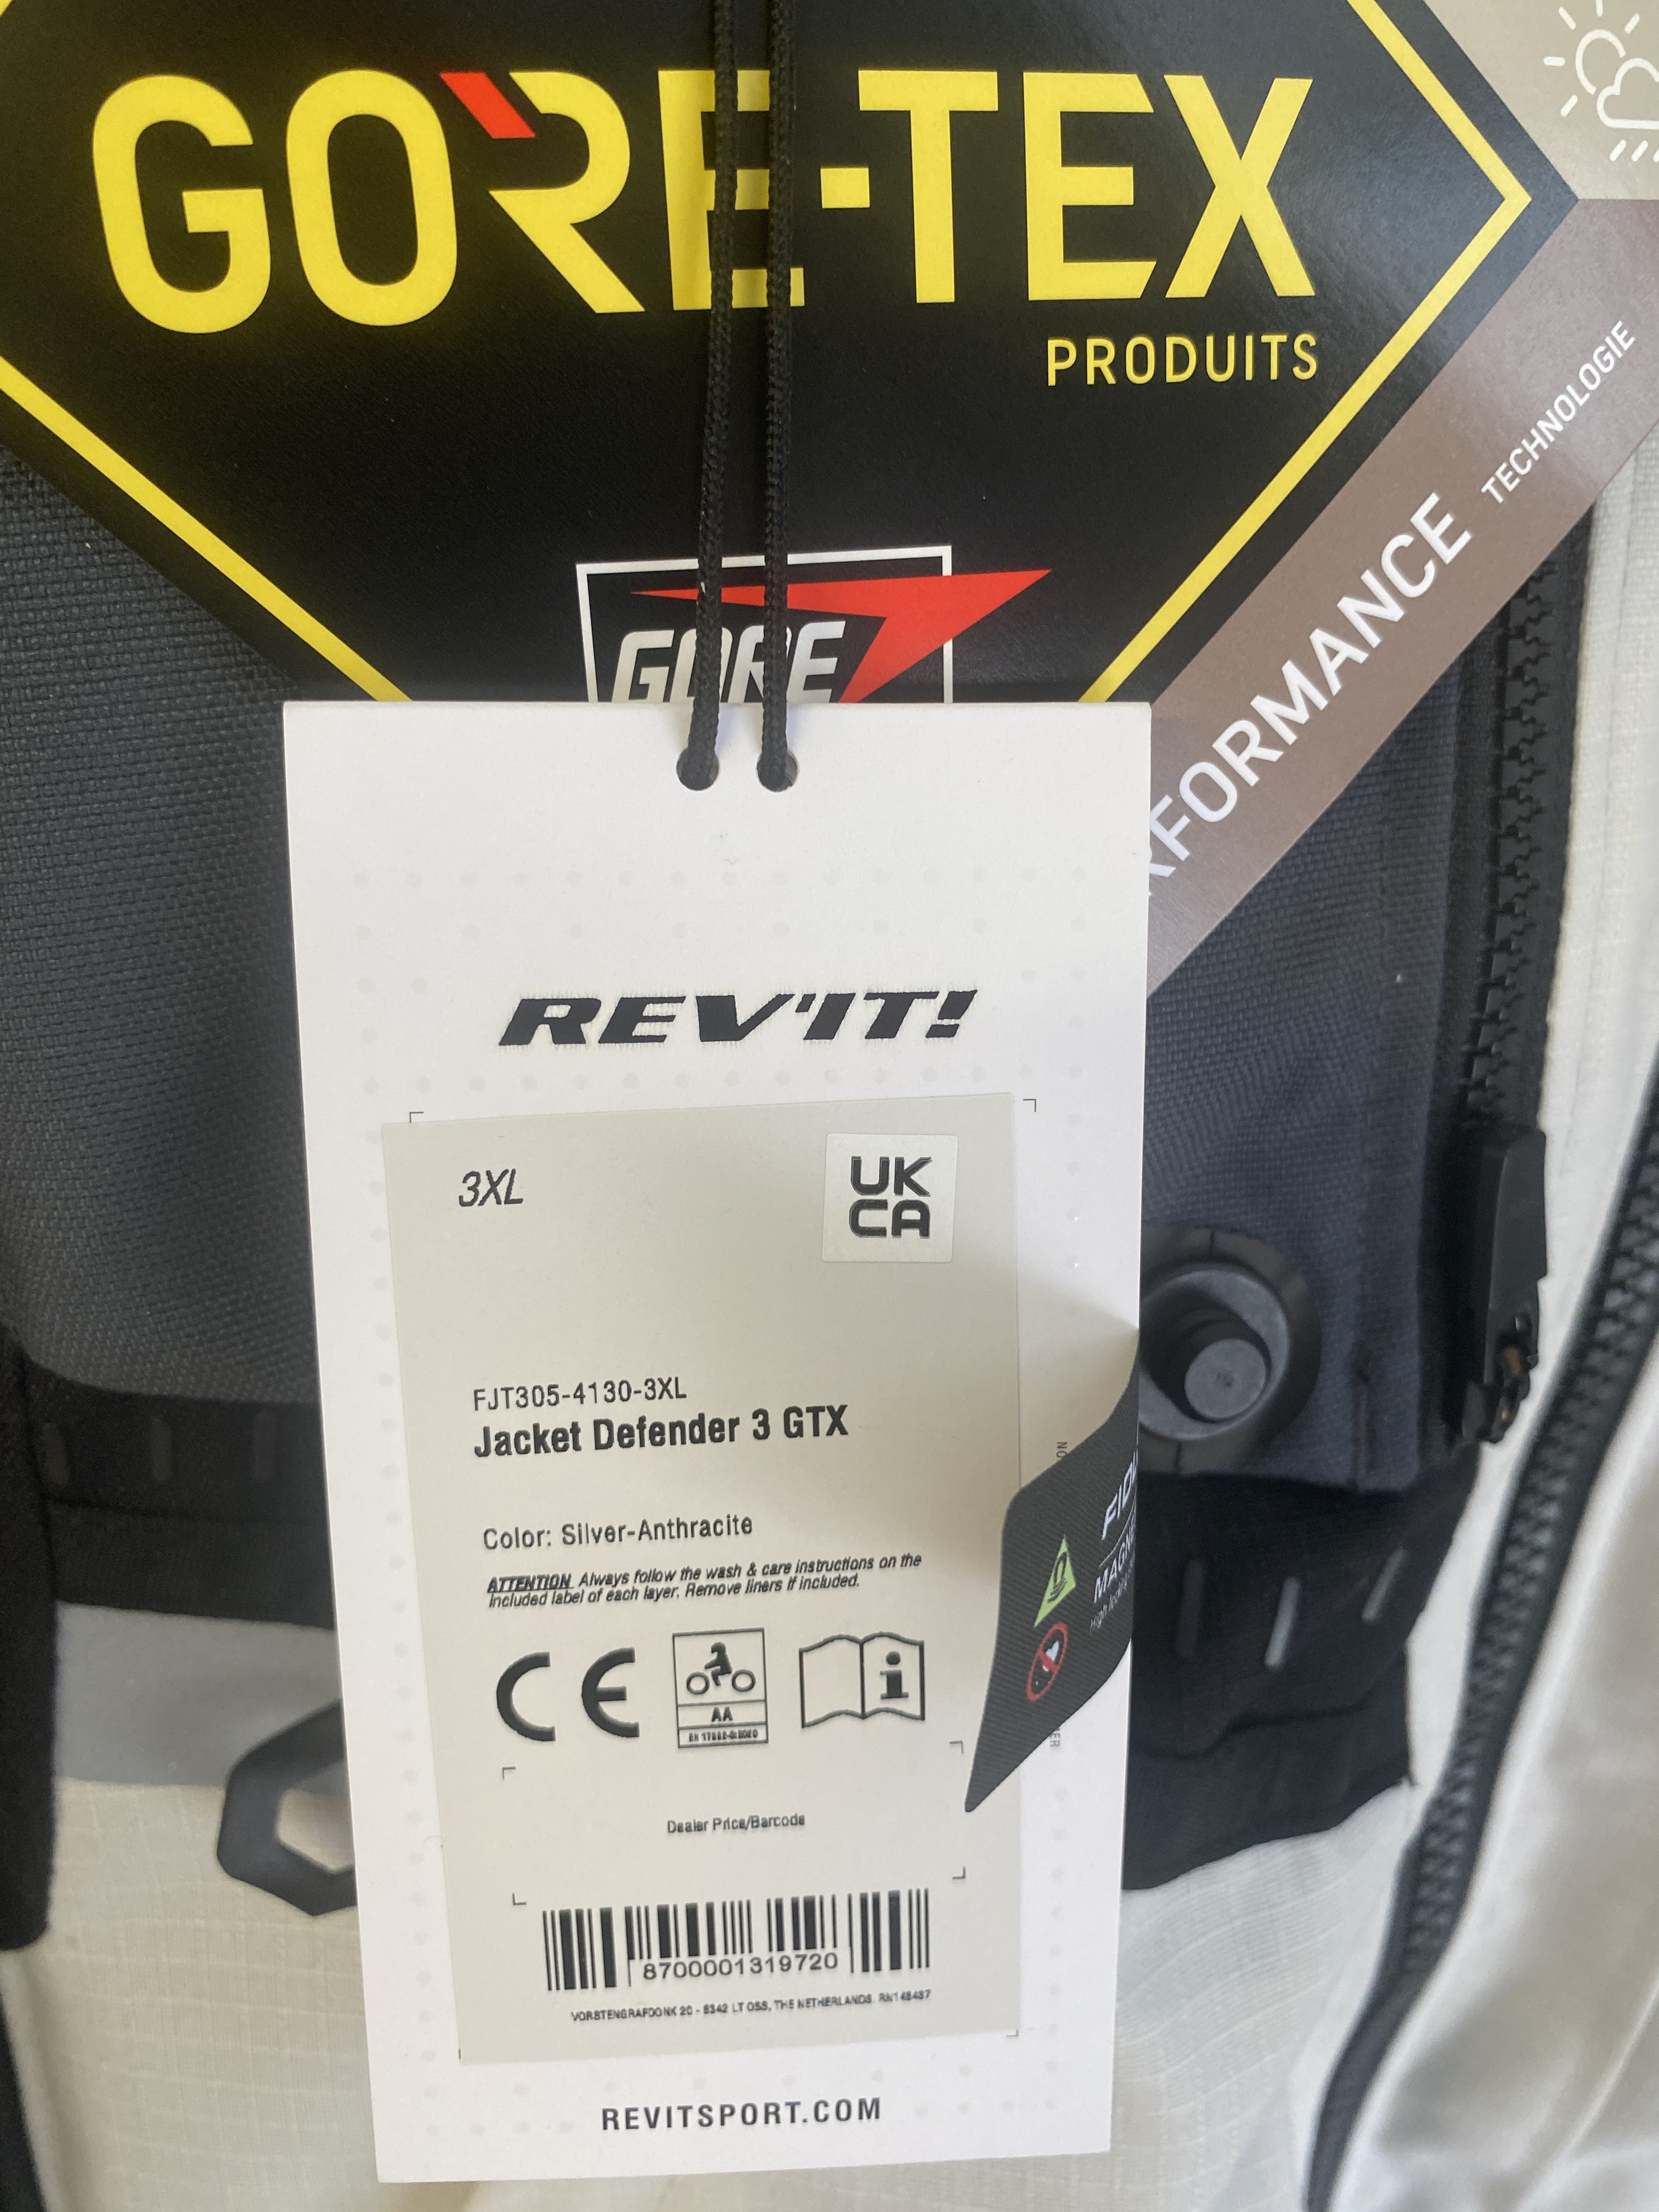 GORE-TEX
PRODUITS
TECHNOLOGIE
GORE
REV'IT!
3XL
UK
CA
FJT305-4130-3XL
Jacket Defender 3 GTX
Color: Silver-Anthracite
ATTENTION Always follow the wash & care instructions on the
included label of each layer. Remove liners if included.
CE
AA
i
Dealer Price/Barcode
8700001319720
VORSTENGRAFDONK 20 - 5342 LT OSS, THE NETHERLANDS. RN148487
REVITSPORT.COM